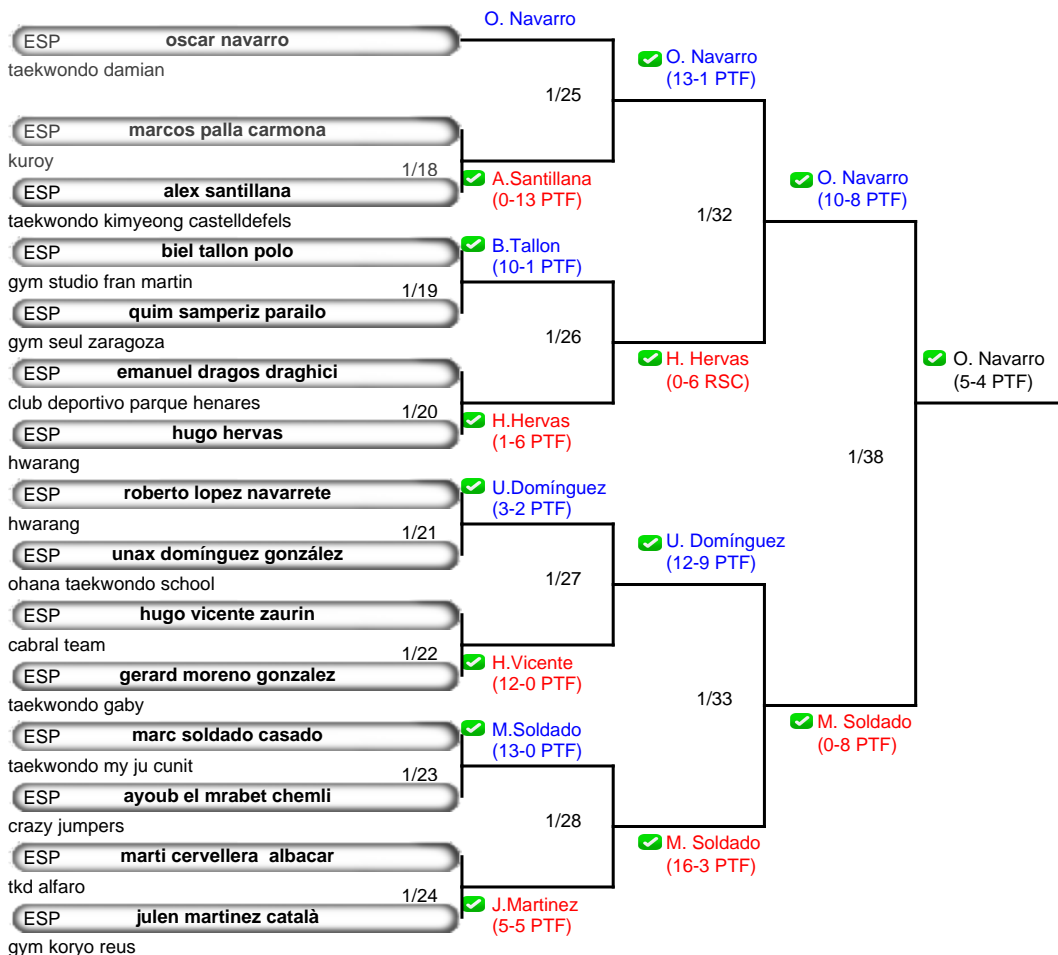 O. Navarro
ESP oscar navarro
taekwondo damian
O. Navarro
(13-1 PTF)
1/25
ESP marcos palla carmona
kuroy
1/18
A.Santillana
(0-13 PTF)
ESP alex santillana
taekwondo kimyeong castelldefels
O. Navarro
(10-8 PTF)
1/32
ESP biel tallon polo
gym studio fran martin
B.Tallon
(10-1 PTF)
1/19
ESP quim samperiz parailo
gym seul zaragoza
1/26
H. Hervas
(0-6 RSC)
O. Navarro
(5-4 PTF)
ESP emanuel dragos draghici
club deportivo parque henares
1/20
ESP hugo hervas
hwarang
H.Hervas
(1-6 PTF)
1/38
ESP roberto lopez navarrete
hwarang
U.Domínguez
(3-2 PTF)
1/21
ESP unax domínguez gonzález
ohana taekwondo school
U. Domínguez
(12-9 PTF)
1/27
ESP hugo vicente zaurin
cabral team
1/22
ESP gerard moreno gonzalez
taekwondo gaby
H.Vicente
(12-0 PTF)
1/33
M. Soldado
(0-8 PTF)
ESP marc soldado casado
taekwondo my ju cunit
M.Soldado
(13-0 PTF)
1/23
ESP ayoub el mrabet chemli
crazy jumpers
1/28
M. Soldado
(16-3 PTF)
ESP marti cervellera albacar
tkd alfaro
1/24
ESP julen martinez català
gym koryo reus
J.Martinez
(5-5 PTF)